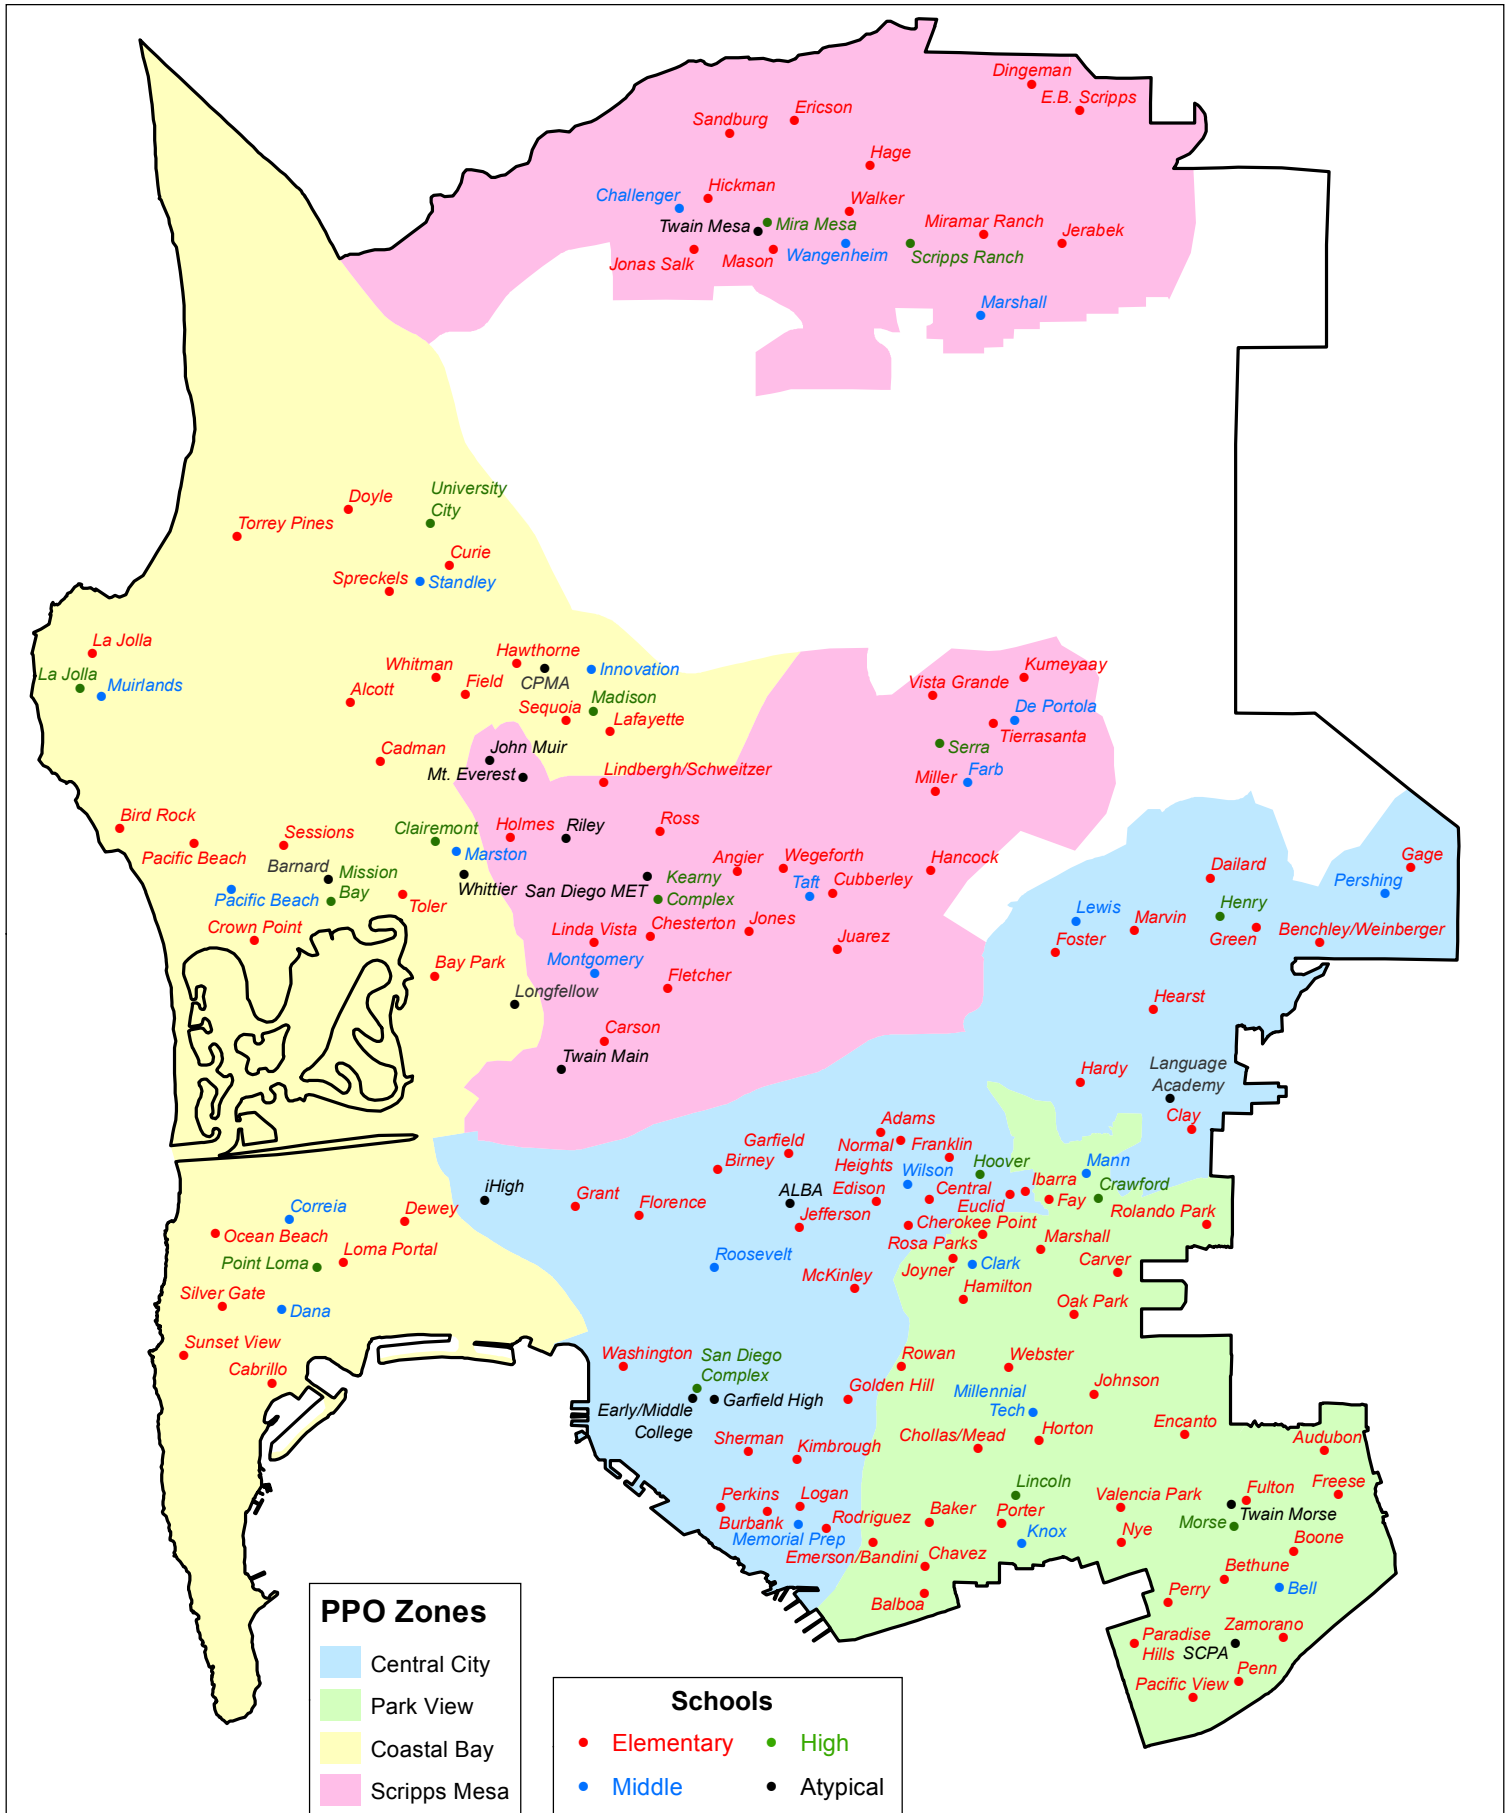 Dingeman
E.B. Scripps
Ericson
Sandburg
Hage
Hickman
Challenger
Walker
Twain Mesa
Mira Mesa
Miramar Ranch
Jerabek
Jonas Salk
Mason
Wangenheim
Scripps Ranch
Marshall
University
City
Doyle
Torrey Pines
Curie
Spreckels
Standley
La Jolla
La Jolla
Muirlands
Hawthorne
Whitman
Field
CPMA
Innovation
Alcott
Madison
Sequoia
Lafayette
Kumeyaay
Vista Grande
De Portola
Tierrasanta
Serra
Cadman
John Muir
Mt. Everest
Lindbergh/Schweitzer
Miller
Farb
Bird Rock
Pacific Beach
Sessions
Clairemont
Marston
Holmes
Riley
Ross
Barnard
Mission
Bay
Pacific Beach
Toler
Whittier
San Diego MET
Kearny
Complex
Angier
Wegeforth
Taft
Cubberley
Hancock
Crown Point
Linda Vista
Chesterton
Jones
Juarez
Montgomery
Fletcher
Bay Park
Longfellow
Carson
Twain Main
Dailard
Gage
Pershing
Lewis
Marvin
Henry
Foster
Green
Benchley/Weinberger
Hearst
Hardy
Language
Academy
Clay
Adams
Garfield
Normal
Heights
Franklin
Birney
Wilson
Hoover
Mann
iHigh
Grant
Florence
ALBA
Edison
Central
Ibarra
Euclid
Fay
Crawford
Jefferson
Cherokee Point
Rolando Park
Correia
Dewey
Ocean Beach
Loma Portal
Point Loma
Roosevelt
Rosa Parks
Marshall
Joyner
Clark
Carver
McKinley
Hamilton
Oak Park
Silver Gate
Dana
Sunset View
Cabrillo
Washington
San Diego
Complex
Rowan
Webster
Golden Hill
Johnson
Early/Middle
College
Garfield High
Millennial
Tech
Horton
Chollas/Mead
Encanto
Audubon
Sherman
Kimbrough
Perkins
Logan
Burbank
Rodriguez
Memorial Prep
Lincoln
Baker
Porter
Valencia Park
Fulton
Freese
Twain Morse
Morse
Knox
Nye
Boone
Emerson/Bandini
Chavez
Bethune
Bell
Balboa
Perry
Paradise
Hills
Zamorano
SCPA
Penn
Pacific View
PPO Zones
Central City
Park View
Coastal Bay
Scripps Mesa
Schools
Elementary
High
Middle
Atypical